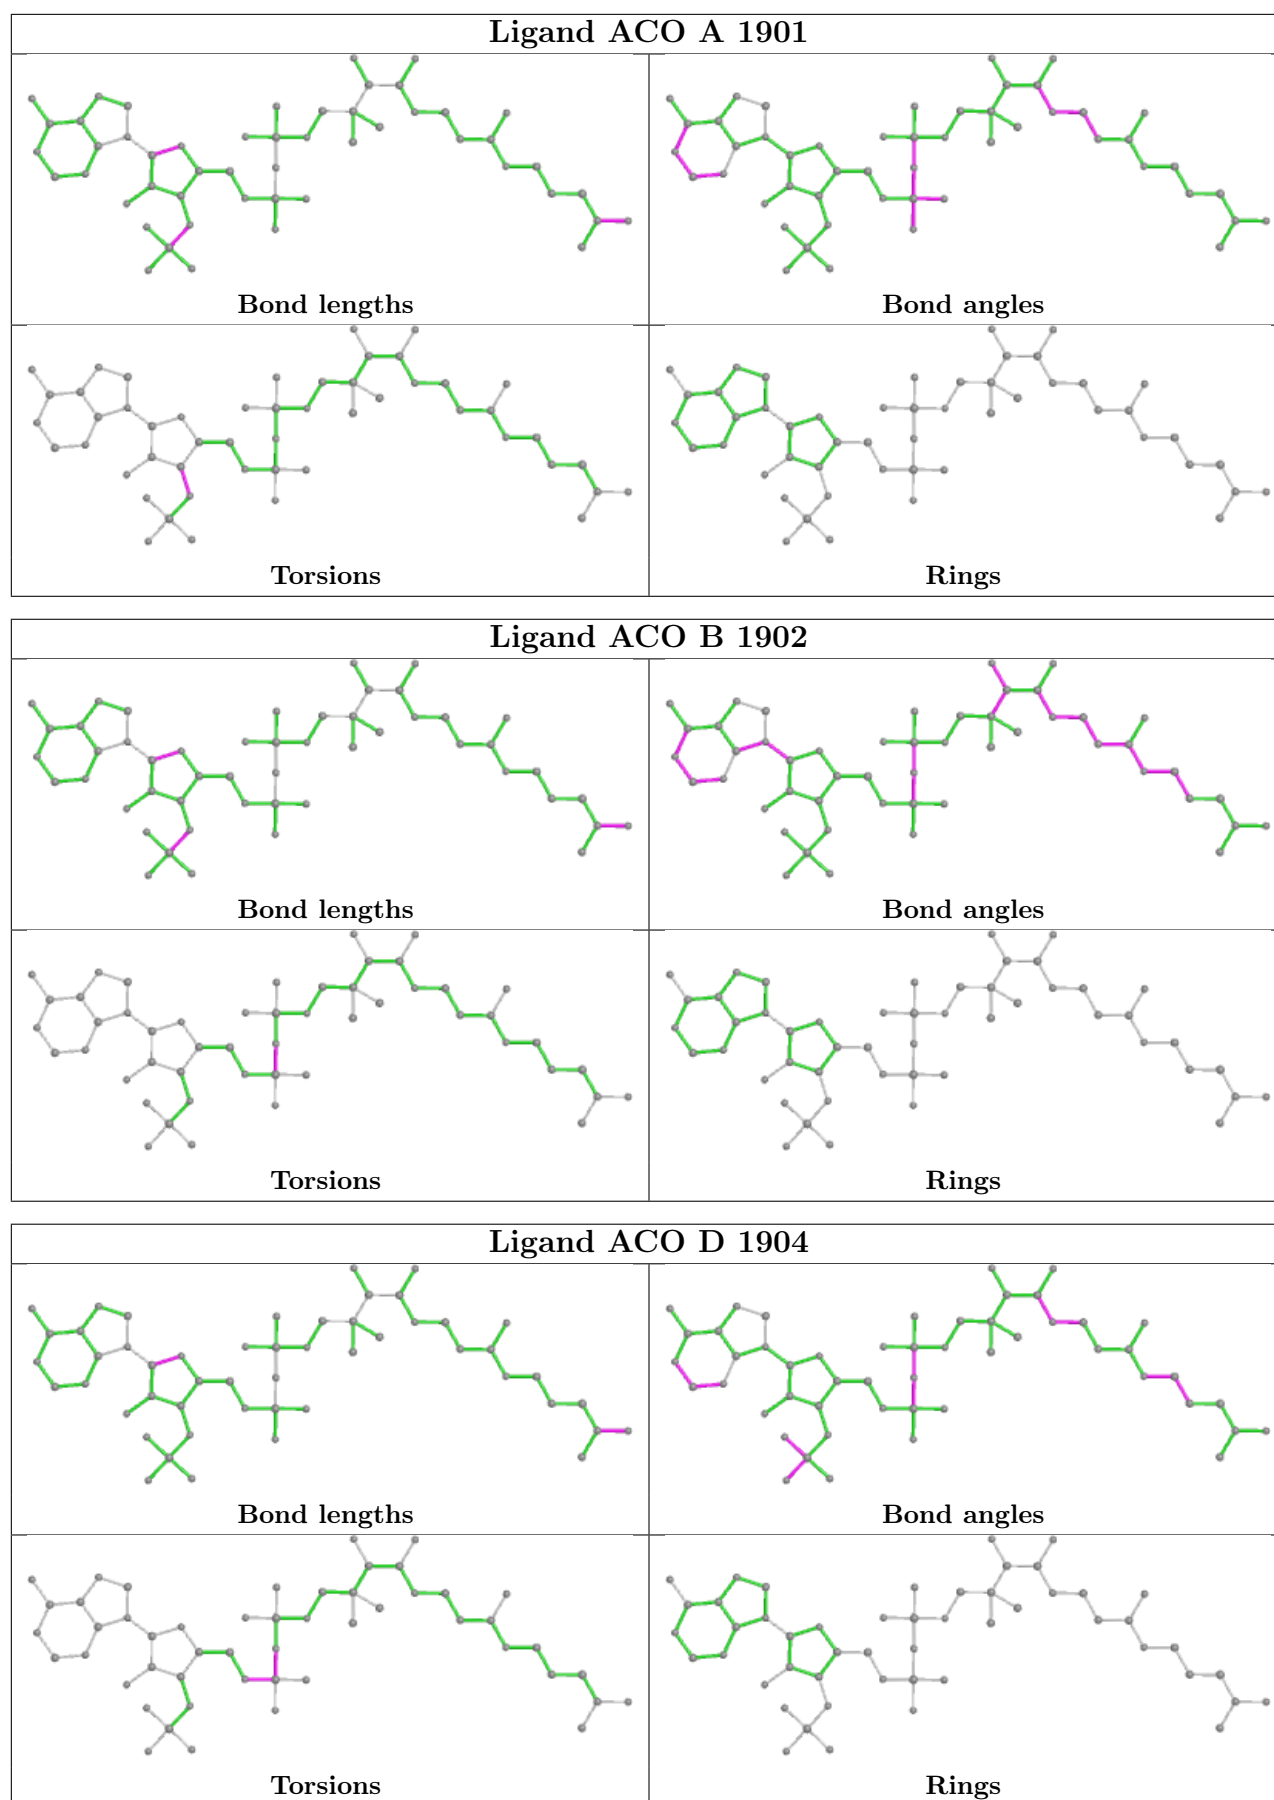 Ligand ACO A 1901
Bond lengths
Bond angles
Torsions
Rings
Ligand ACO B 1902
Bond lengths
Bond angles
Torsions
Rings
Ligand ACO D 1904
Bond lengths
Bond angles
Torsions
Rings